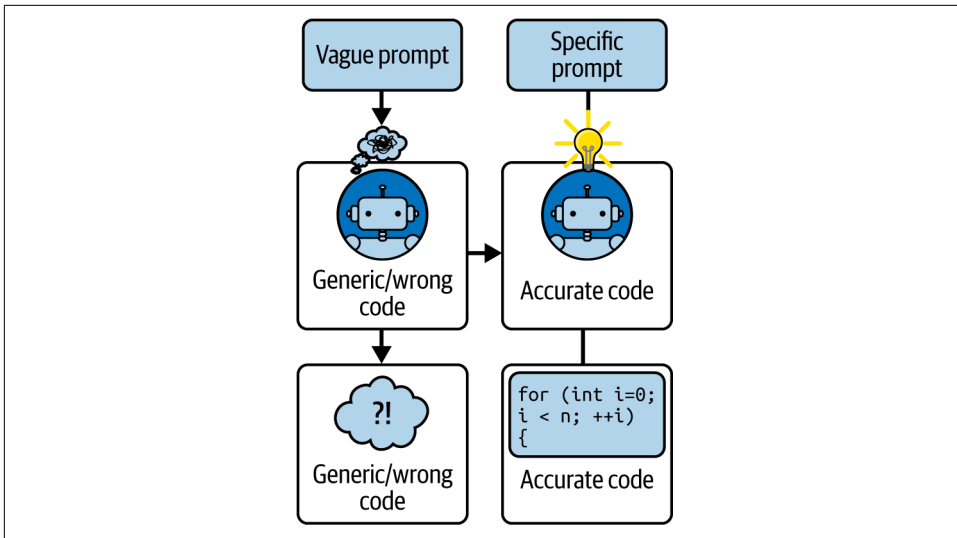 Vague prompt
Specific
prompt
Generic/wrong
code
Accurate code
?!
Generic/wrong
code
for (int i=0;
i < n; ++i)
{
Accurate code